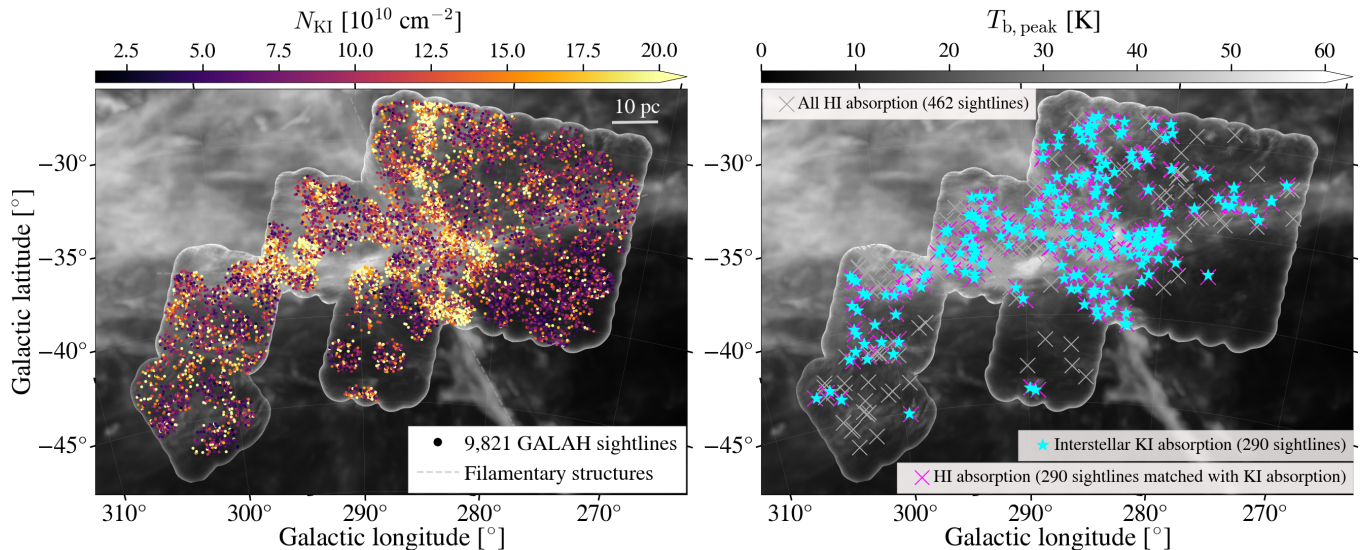 N_KI [10^10 cm^−2]
2.5 5.0 7.5 10.0 12.5 15.0 17.5 20.0
10 pc
−30°
−35°
−40°
−45°
Galactic latitude [°]
9,821 GALAH sightlines
Filamentary structures
310° 300° 290° 280° 270°
Galactic longitude [°]
T_b, peak [K]
0 10 20 30 40 50 60
All HI absorption (462 sightlines)
−30°
−35°
−40°
−45°
Interstellar KI absorption (290 sightlines)
HI absorption (290 sightlines matched with KI absorption)
310° 300° 290° 280° 270°
Galactic longitude [°]